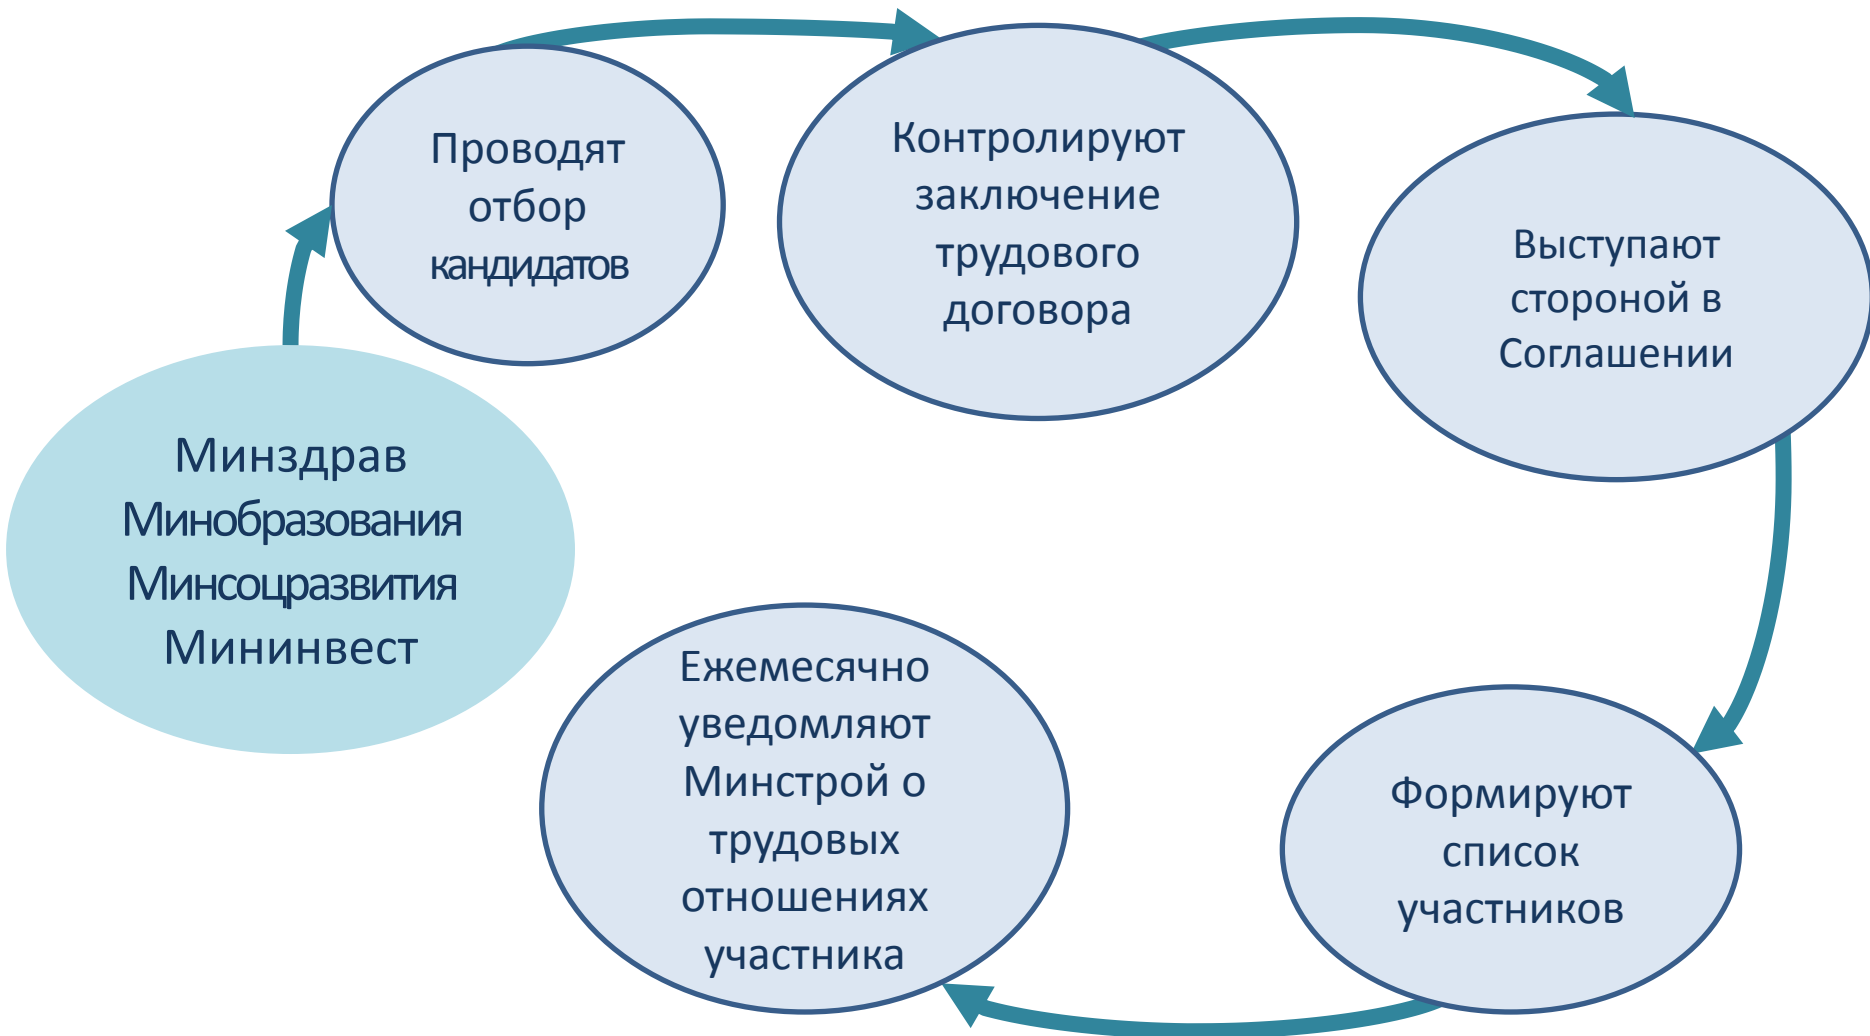 Проводят
отбор
кандидатов
Контролируют
заключение
трудового
договора
Выступают
стороной в
Соглашении
Минздрав
Минобразования
Минсоцразвития
Мининвест
Ежемесячно
уведомляют
Минстрой о
трудовых
отношениях
участника
Формируют
список
участников